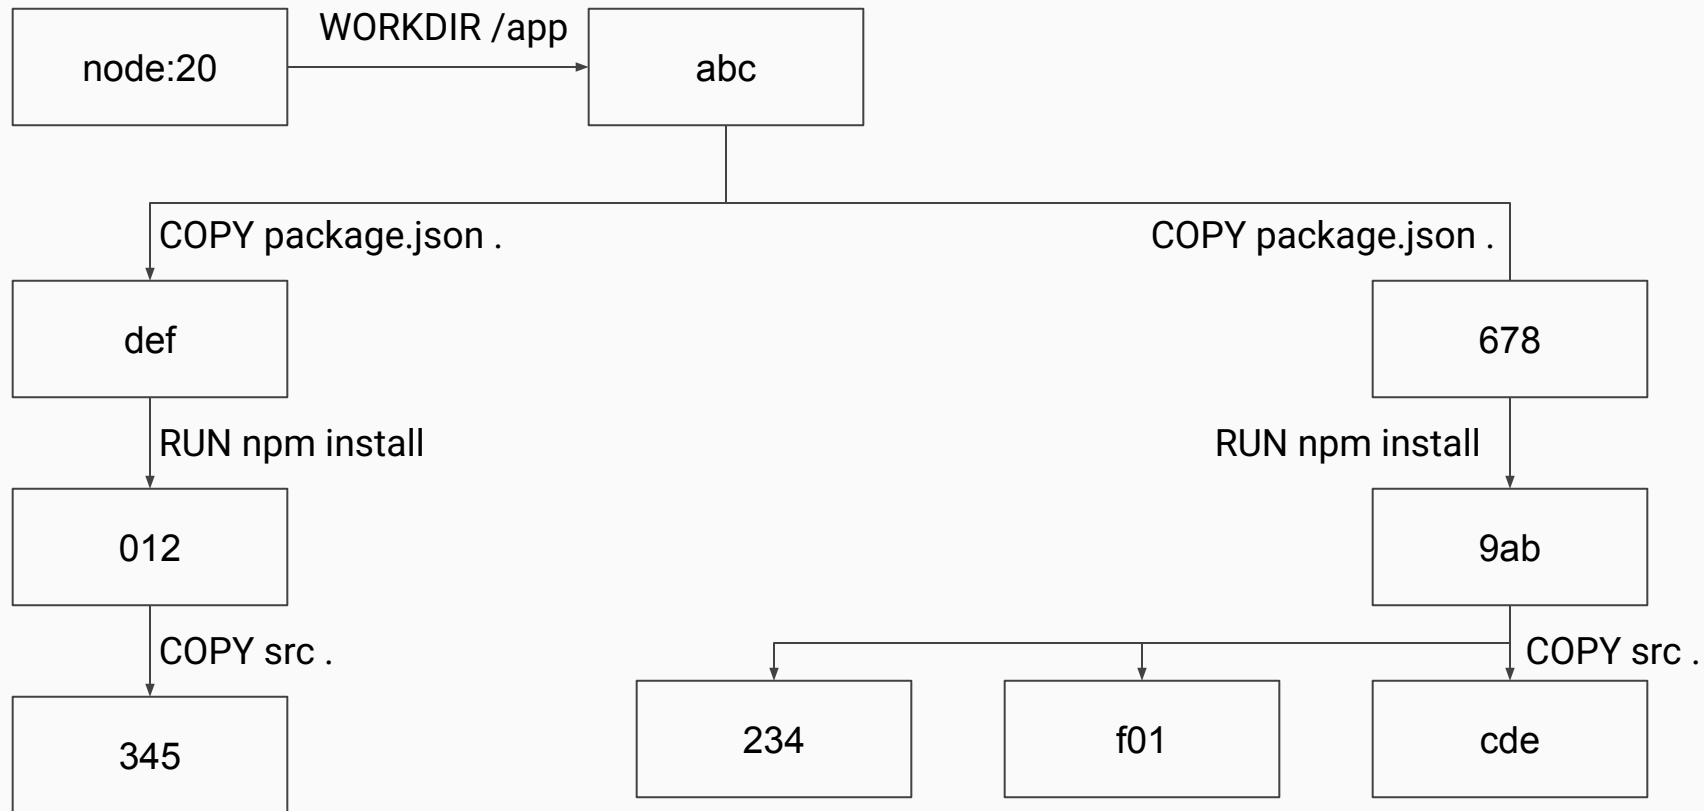 WORKDIR /app
node:20
abc
COPY package.json .
COPY package.json .
def
678
RUN npm install
RUN npm install
012
9ab
COPY src .
COPY src .
345
234
f01
cde